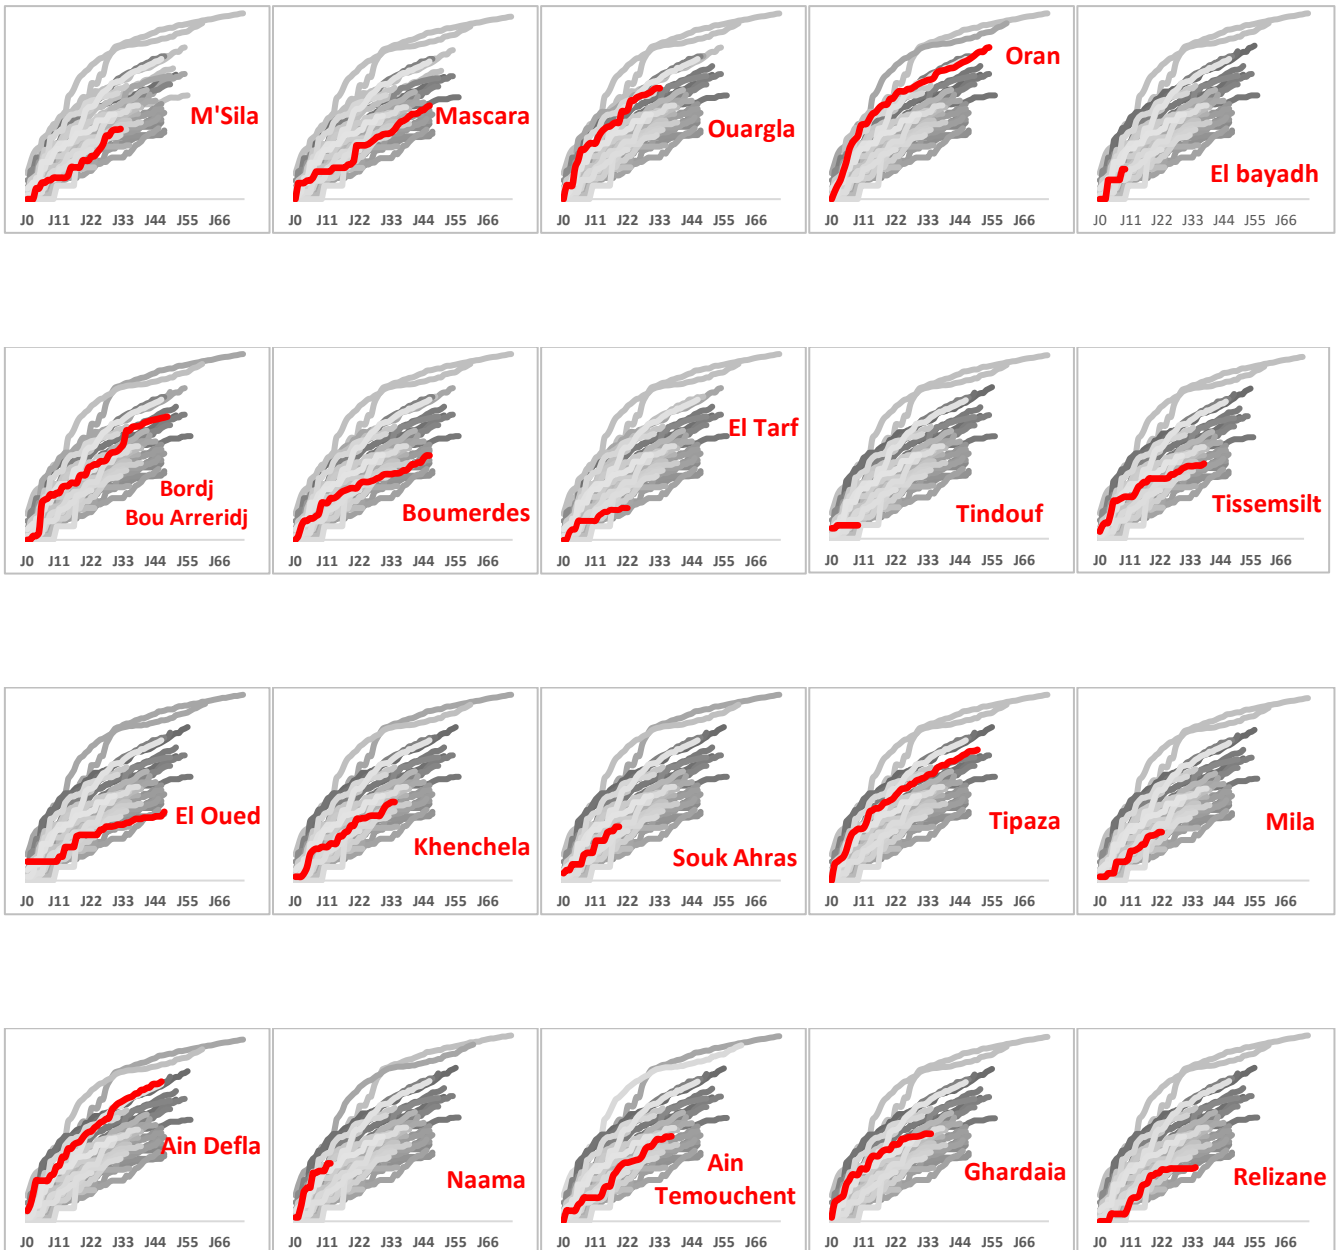 M'Sila
J0 J11 J22 J33 J44 J55 J66
Mascara
J0 J11 J22 J33 J44 J55 J66
Ouargla
J0 J11 J22 J33 J44 J55 J66
Oran
J0 J11 J22 J33 J44 J55 J66
El bayadh
J0 J11 J22 J33 J44 J55 J66
Bordj
Bou Arreridj
J0 J11 J22 J33 J44 J55 J66
Boumerdes
J0 J11 J22 J33 J44 J55 J66
El Tarf
J0 J11 J22 J33 J44 J55 J66
Tindouf
J0 J11 J22 J33 J44 J55 J66
Tissemsilt
J0 J11 J22 J33 J44 J55 J66
El Oued
J0 J11 J22 J33 J44 J55 J66
Khenchela
J0 J11 J22 J33 J44 J55 J66
Souk Ahras
J0 J11 J22 J33 J44 J55 J66
Tipaza
J0 J11 J22 J33 J44 J55 J66
Mila
J0 J11 J22 J33 J44 J55 J66
Ain Defla
J0 J11 J22 J33 J44 J55 J66
Naama
J0 J11 J22 J33 J44 J55 J66
Ain
Temouchent
J0 J11 J22 J33 J44 J55 J66
Ghardaia
J0 J11 J22 J33 J44 J55 J66
Relizane
J0 J11 J22 J33 J44 J55 J66